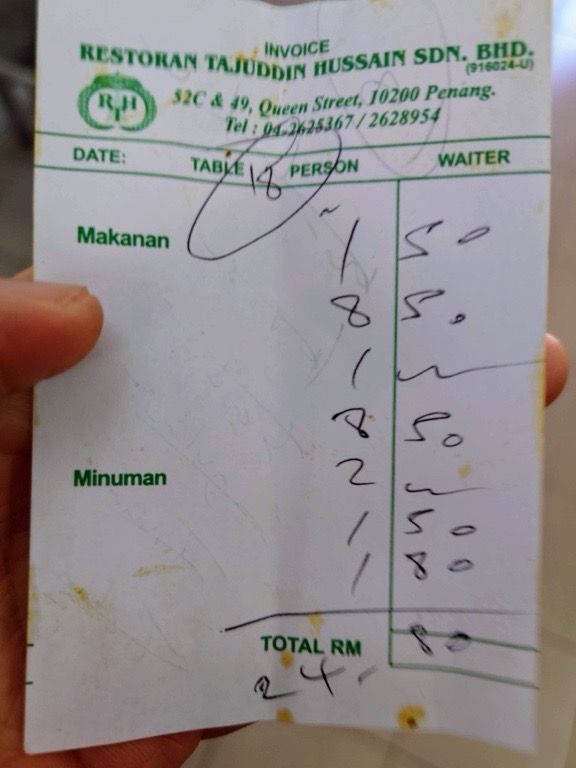 INVOICE
RESTORAN TAJUDDIN HUSSAIN SDN. BHD.
(916024-U)
RTH
52C & 49, Queen Street, 10200 Penang.
Tel : 04-2625367 / 2628954
DATE: TABLE 18 PERSON WAITER
Makanan
1 50
8 50
1 ~
8 50
Minuman
2 ~
1 50
1 80
TOTAL RM 80
24